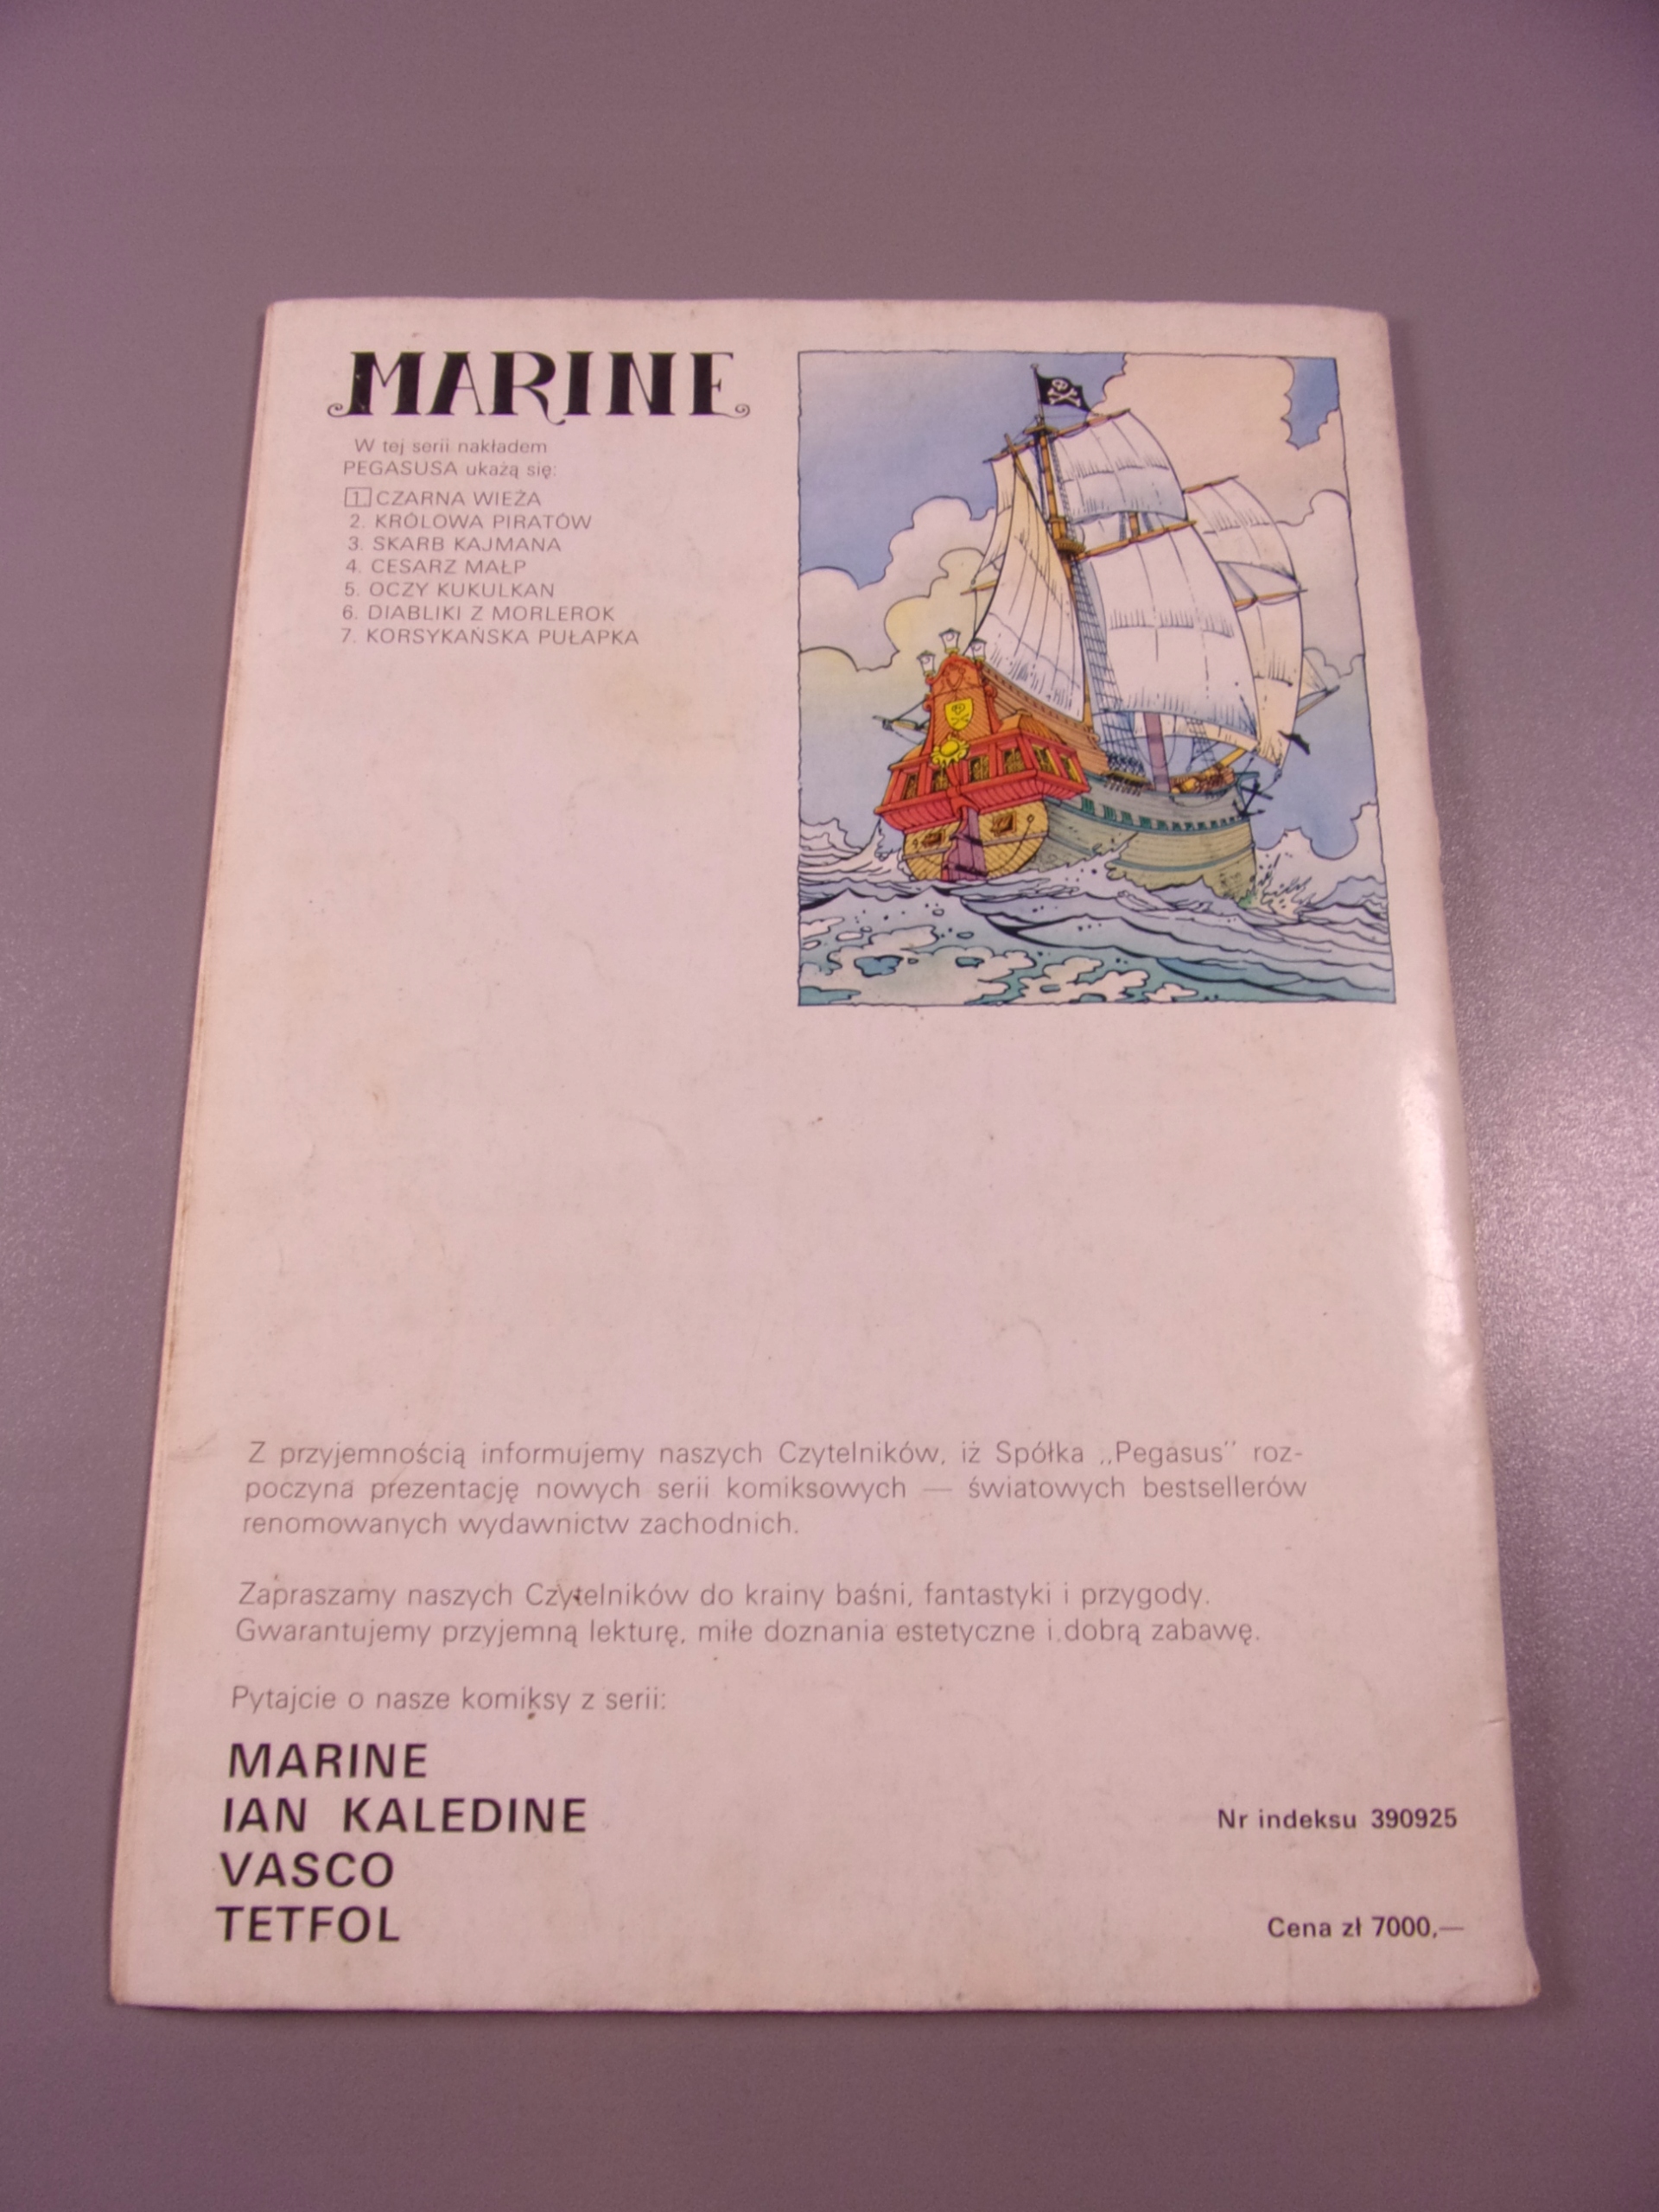 MARINE
W tej serii nakładem
PEGASUSA ukażą się:
1. CZARNA WIEŻA
2. KRÓLOWA PIRATÓW
3. SKARB KAJMANA
4. CESARZ MAŁP
5. OCZY KUKULKAN
6. DIABLIKI Z MORLEROK
7. KORSYKAŃSKA PUŁAPKA
Z przyjemnością informujemy naszych Czytelników, iż Spółka „Pegasus” roz-
poczyna prezentację nowych serii komiksowych — światowych bestsellerów
renomowanych wydawnictw zachodnich.
Zapraszamy naszych Czytelników do krainy baśni, fantastyki i przygody.
Gwarantujemy przyjemną lekturę, miłe doznania estetyczne i dobrą zabawę.
Pytajcie o nasze komiksy z serii:
MARINE
IAN KALEDINE
VASCO
TETFOL
Nr indeksu 390925
Cena zł 7000,—